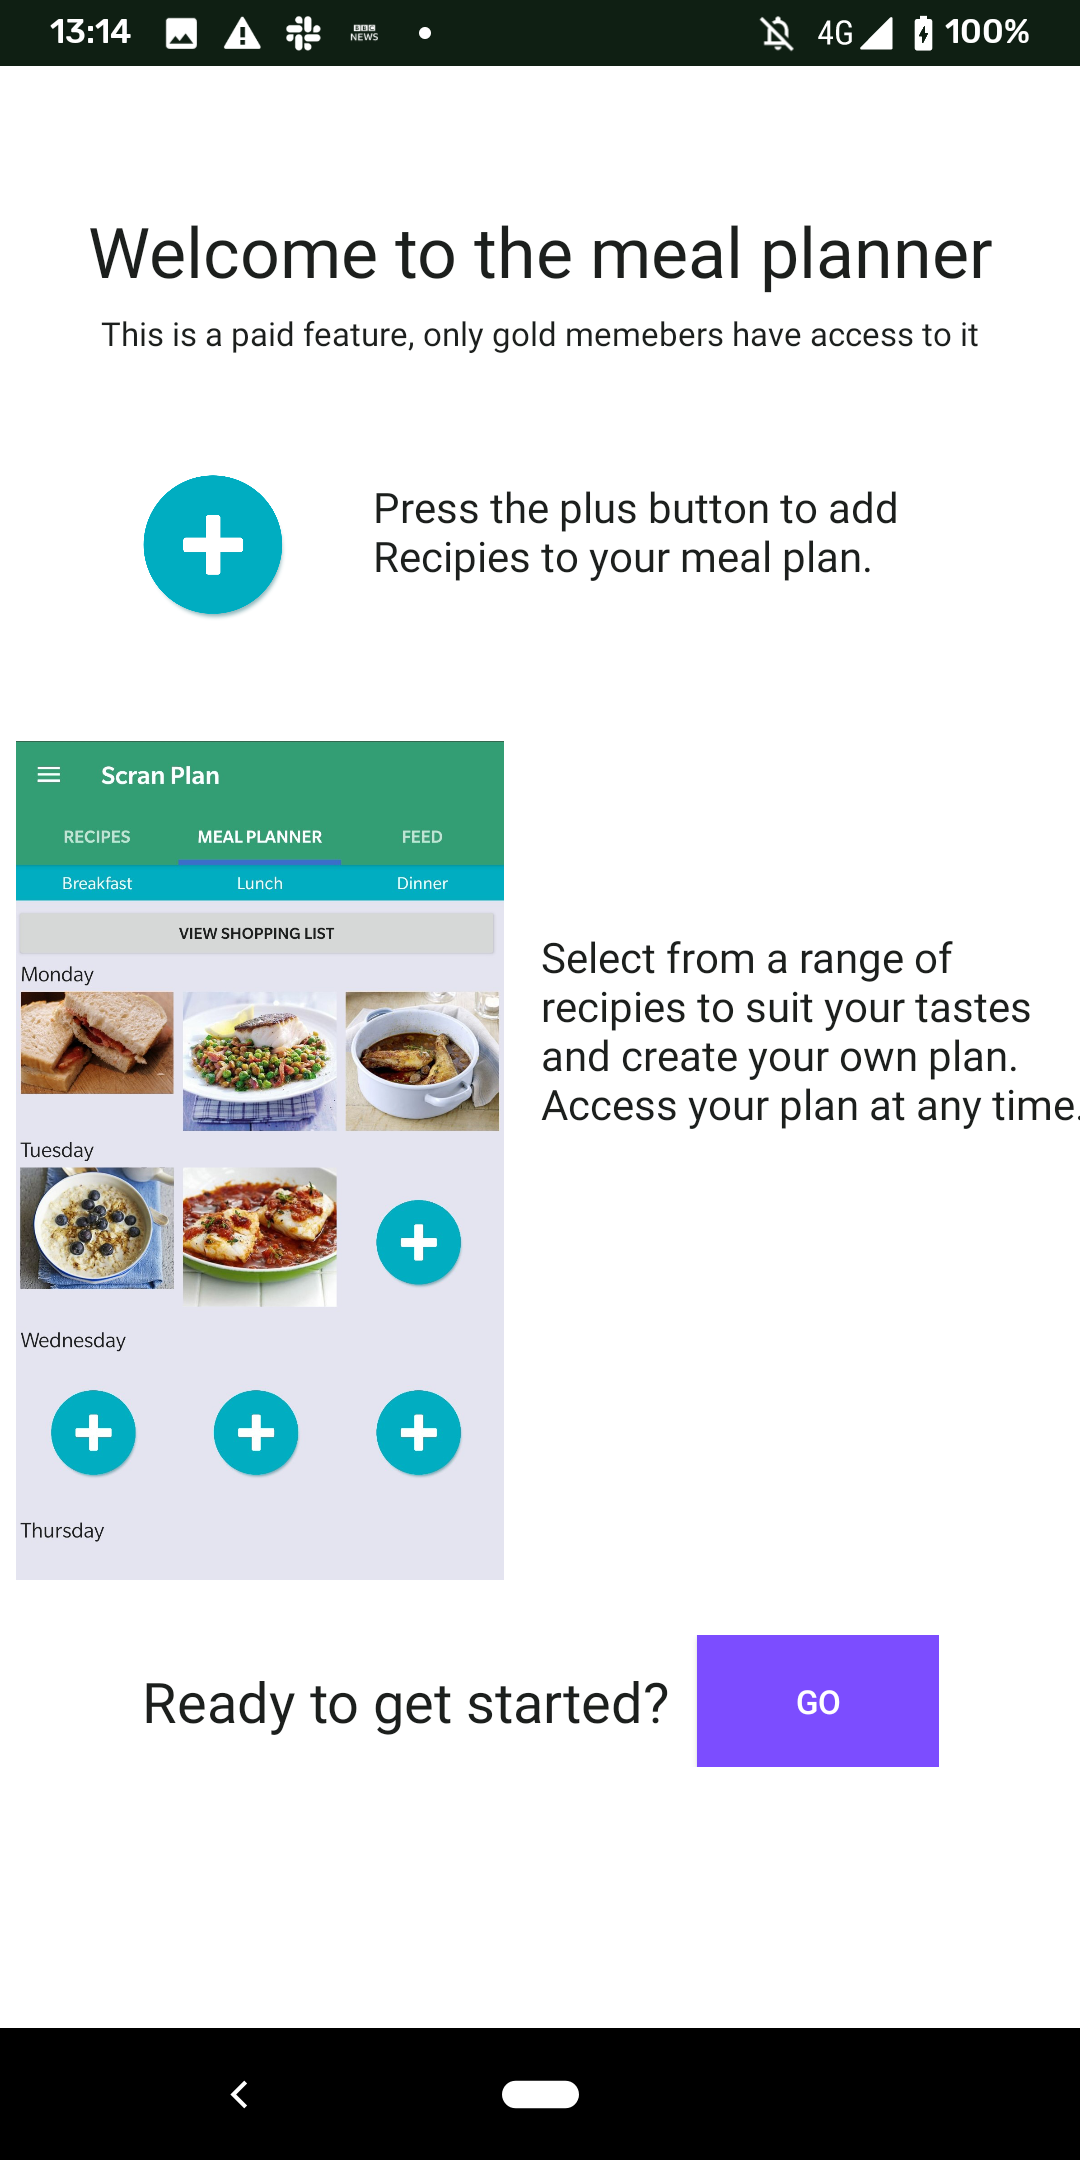 13:14
BBC
NEWS
4G
100%
Welcome to the meal planner
This is a paid feature, only gold memebers have access to it
Press the plus button to add
Recipies to your meal plan.
Scran Plan
RECIPES MEAL PLANNER FEED
Breakfast Lunch Dinner
VIEW SHOPPING LIST
Monday
Tuesday
Wednesday
Thursday
Select from a range of
recipies to suit your tastes
and create your own plan.
Access your plan at any time.
Ready to get started?
GO